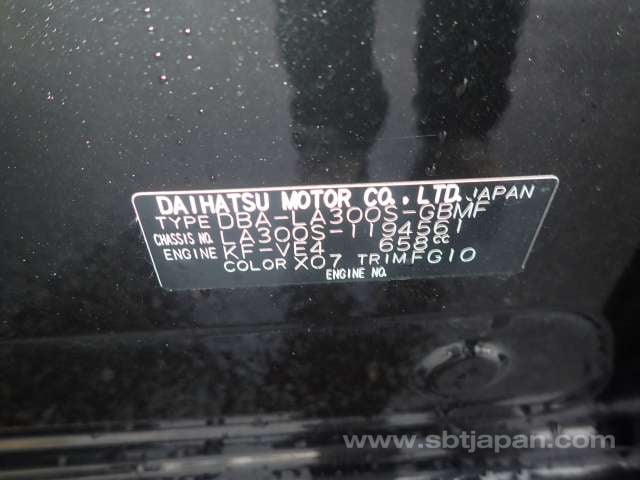 DAIHATSU MOTOR CO., LTD. JAPAN
TYPE DBA-LA300S-GBMF
CHASSIS NO. LA300S-1194561
ENGINE KF-VE4 658cc
COLOR X07 TRIM FG10
ENGINE NO.
www.sbtjapan.com